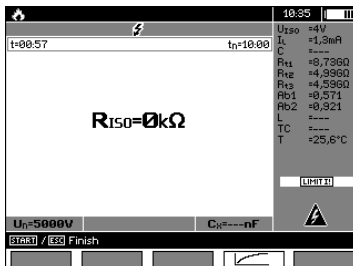 10:35
t=00:57 tn=10:00
RISO=0kΩ
UISO =4V
IL =1,3mA
C =---
Rt1 =8,73GΩ
Rt2 =4,99GΩ
Rt3 =4,59GΩ
Ab1 =0,571
Ab2 =0,921
L =---
TC =---
T =25,6°C
LIMIT I!
Un=5000V Cx=---nF
START / ESC Finish